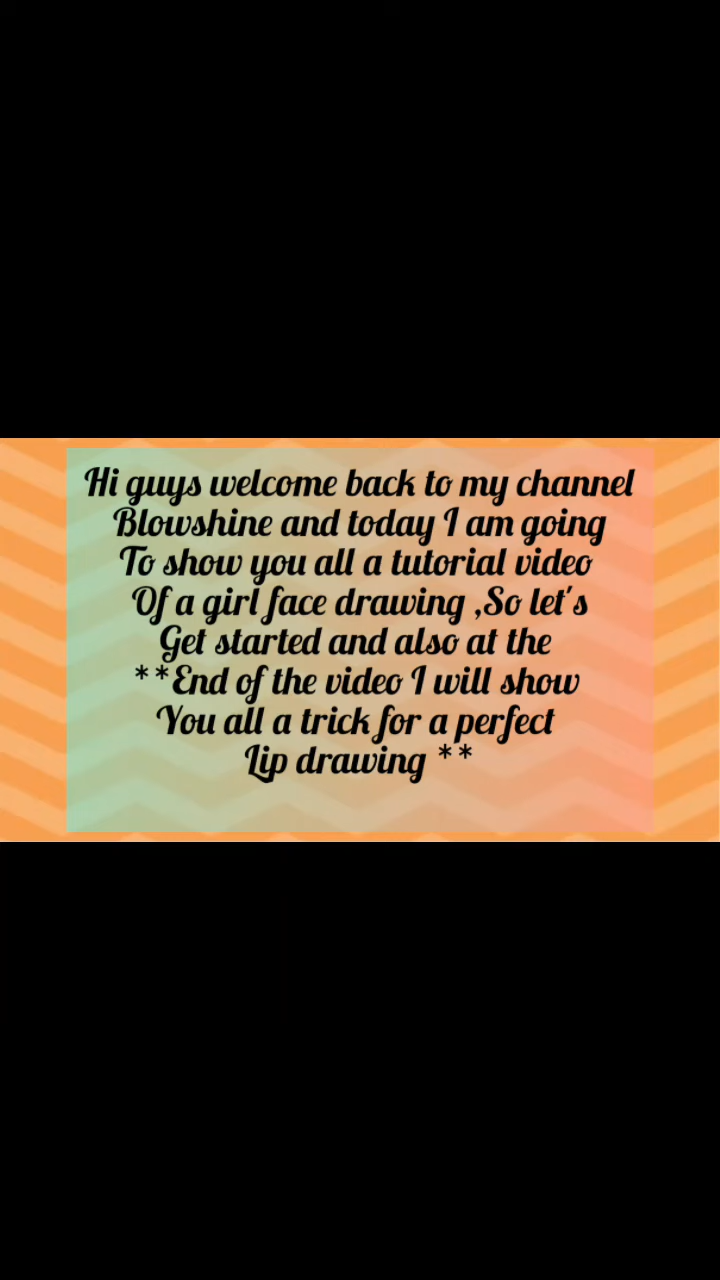 Hi guys welcome back to my channel
Blowshine and today I am going
To show you all a tutorial video
Of a girl face drawing ,So let's
Get started and also at the
**End of the video I will show
You all a trick for a perfect
Lip drawing **